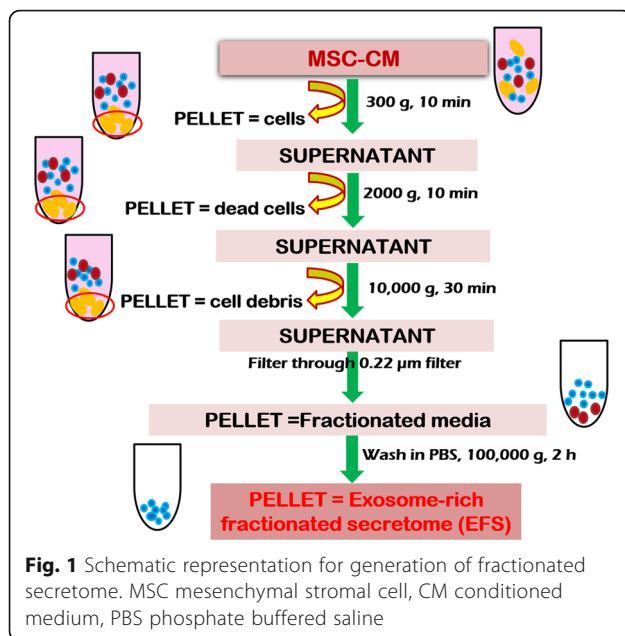 MSC-CM
300 g, 10 min
PELLET = cells
SUPERNATANT
2000 g, 10 min
PELLET = dead cells
SUPERNATANT
10,000 g, 30 min
PELLET = cell debris
SUPERNATANT
Filter through 0.22 µm filter
PELLET =Fractionated media
Wash in PBS, 100,000 g, 2 h
PELLET = Exosome-rich
fractionated secretome (EFS)
Fig. 1 Schematic representation for generation of fractionated
secretome. MSC mesenchymal stromal cell, CM conditioned
medium, PBS phosphate buffered saline